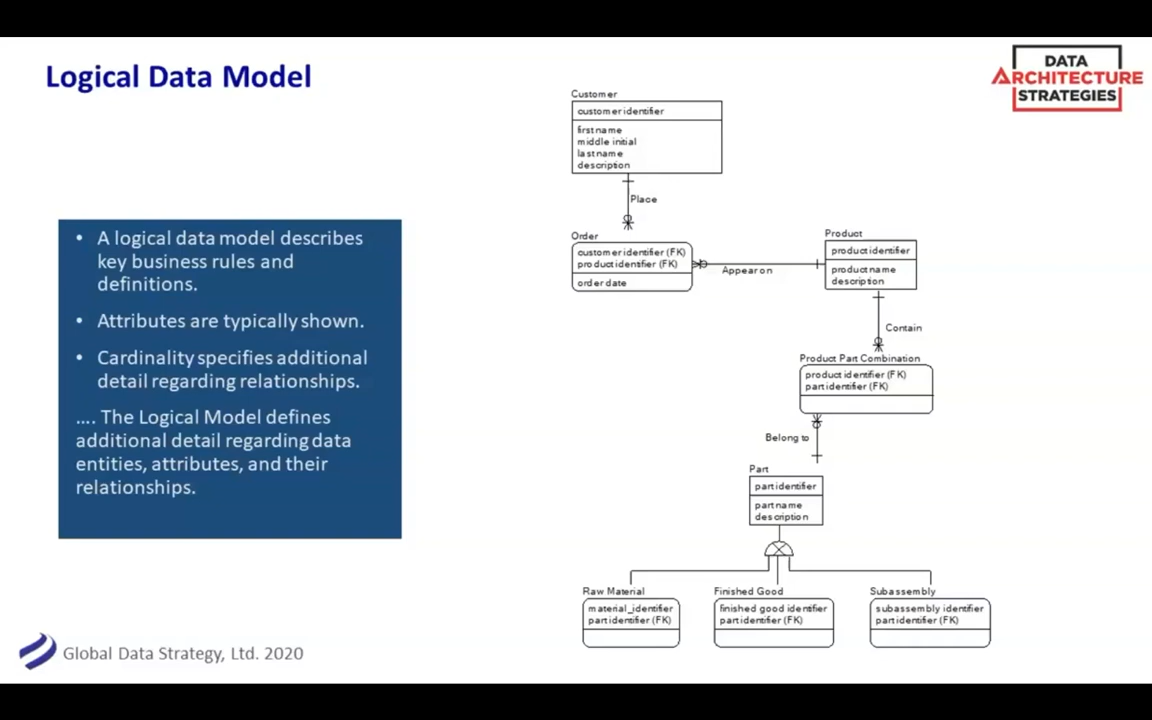 Logical Data Model
DATA
ARCHITECTURE
STRATEGIES
• A logical data model describes
key business rules and
definitions.
• Attributes are typically shown.
• Cardinality specifies additional
detail regarding relationships.
.... The Logical Model defines
additional detail regarding data
entities, attributes, and their
relationships.
Customer
customer identifier
first name
middle initial
last name
description
Place
Order
customer identifier (FK)
product identifier (FK)
order date
Appear on
Product
product identifier
product name
description
Contain
Product Part Combination
product identifier (FK)
part identifier (FK)
Belong to
Part
part identifier
part name
description
Raw Material
material_identifier
part identifier (FK)
Finished Good
finished good identifier
part identifier (FK)
Subassembly
subassembly identifier
part identifier (FK)
Global Data Strategy, Ltd. 2020